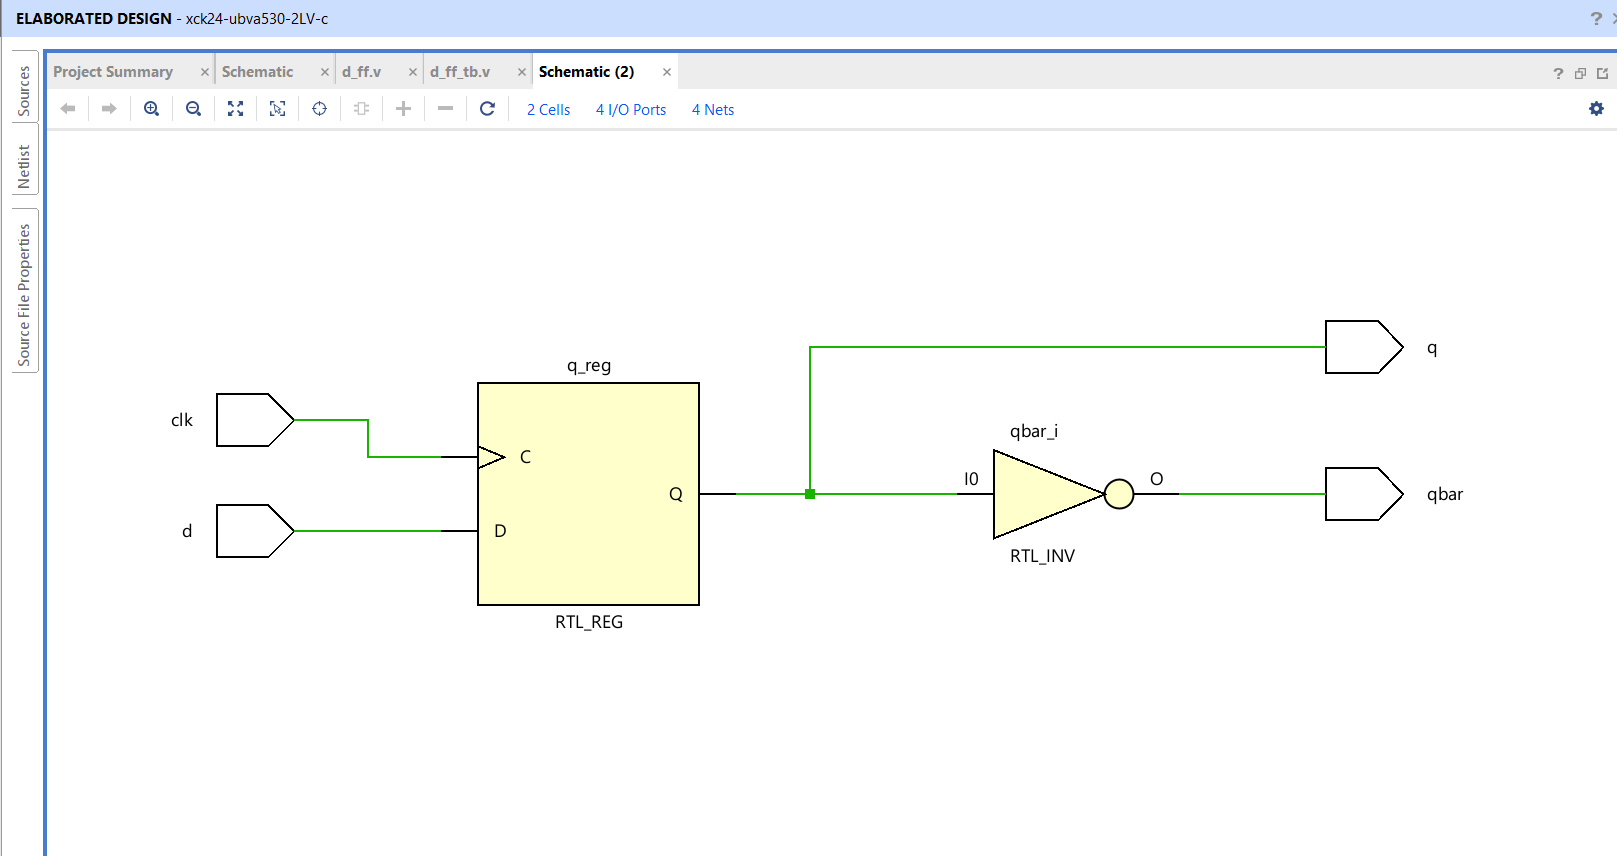 ELABORATED DESIGN - xck24-ubva530-2LV-c
Sources
Netlist
Source File Properties
Project Summary
Schematic
d_ff.v
d_ff_tb.v
Schematic (2)
2 Cells
4 I/O Ports
4 Nets
clk
d
q_reg
C
D
Q
RTL_REG
qbar_i
I0
O
RTL_INV
q
qbar